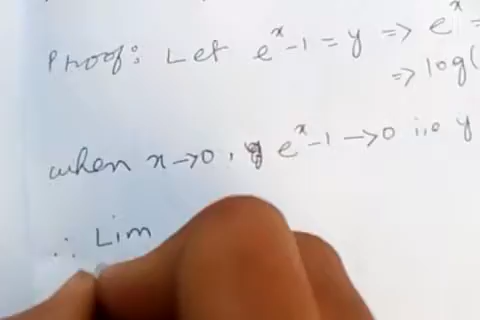 Proof: Let e^x-1 = y => e^x =
=> log(
when x→0, e^x-1→0 i.e y
∴ Lim